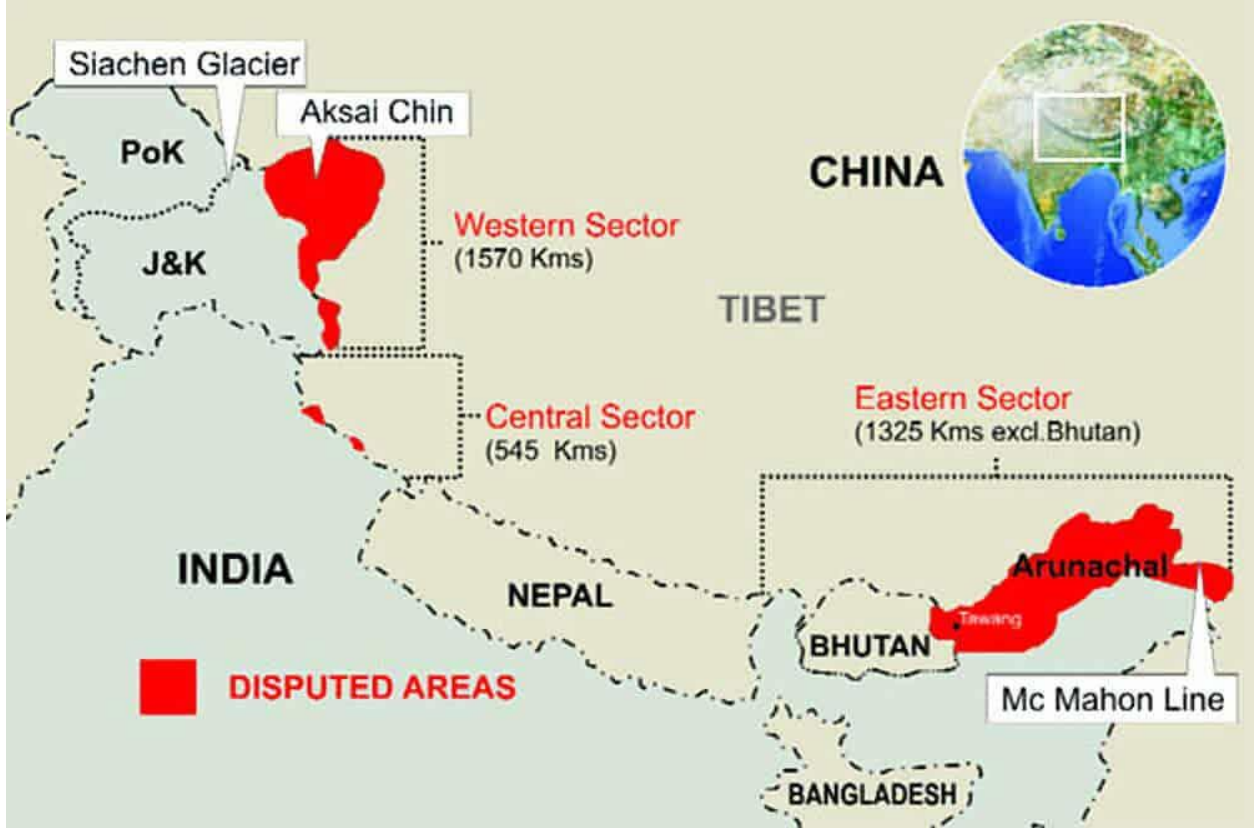 Siachen Glacier
Aksai Chin
PoK
CHINA
Western Sector
(1570 Kms)
J&K
TIBET
Central Sector
(545 Kms)
Eastern Sector
(1325 Kms excl.Bhutan)
INDIA
NEPAL
Arunachal
Tawang
BHUTAN
DISPUTED AREAS
Mc Mahon Line
BANGLADESH